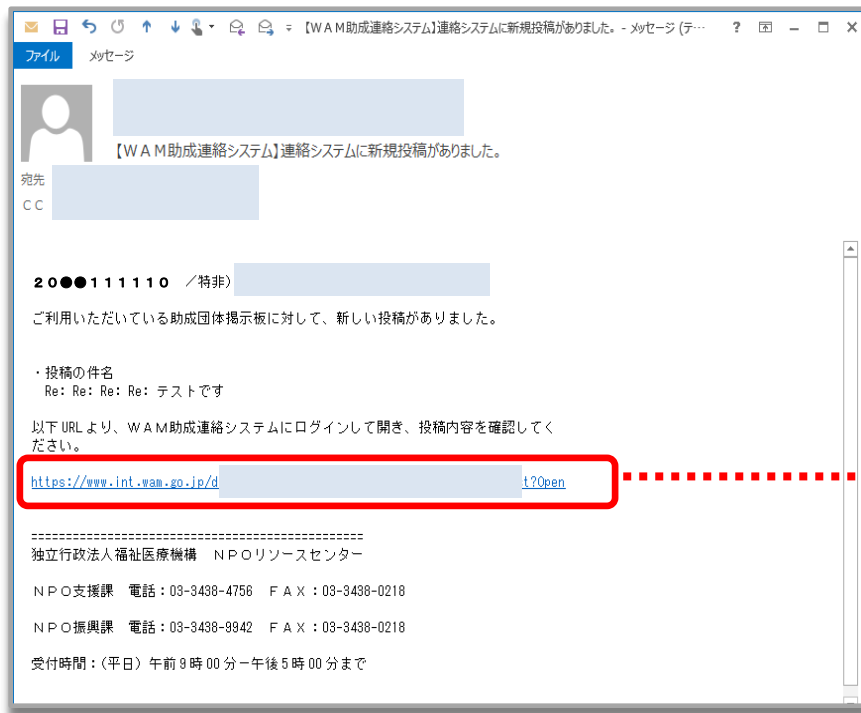 【ＷＡＭ助成連絡システム】連絡システムに新規投稿がありました。 - メッセージ (テ…
ファイル メッセージ
【ＷＡＭ助成連絡システム】連絡システムに新規投稿がありました。
宛先
ＣＣ
２０●●１１１１１０　／特非）
ご利用いただいている助成団体掲示板に対して、新しい投稿がありました。
・投稿の件名
Re: Re: Re: Re: テストです
以下 URL より、ＷＡＭ助成連絡システムにログインして開き、投稿内容を確認してく
ださい。
https://www.int.wam.go.jp/d t?Open
================================================
独立行政法人福祉医療機構　ＮＰＯリソースセンター
ＮＰＯ支援課　電話：03-3438-4756　ＦＡＸ：03-3438-0218
ＮＰＯ振興課　電話：03-3438-9942　ＦＡＸ：03-3438-0218
受付時間：（平日）午前９時00分－午後５時00分まで